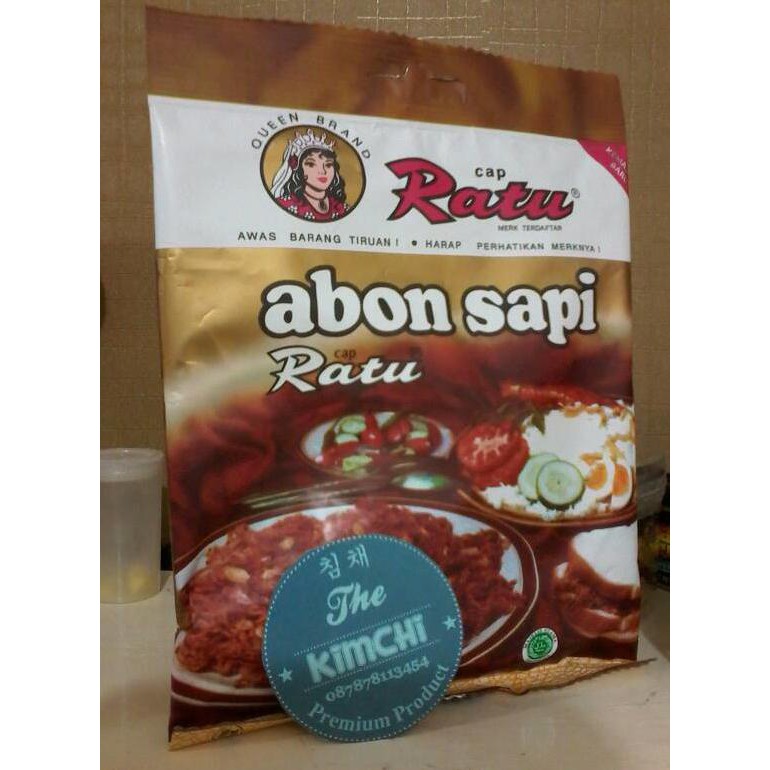 QUEEN BRAND
cap
Ratu®
MERK TERDAFTAR
AWAS BARANG TIRUAN! • HARAP PERHATIKAN MERKNYA!
abon sapi
cap
Ratu
침채
The
KiMCHi
087878113454
Premium Product